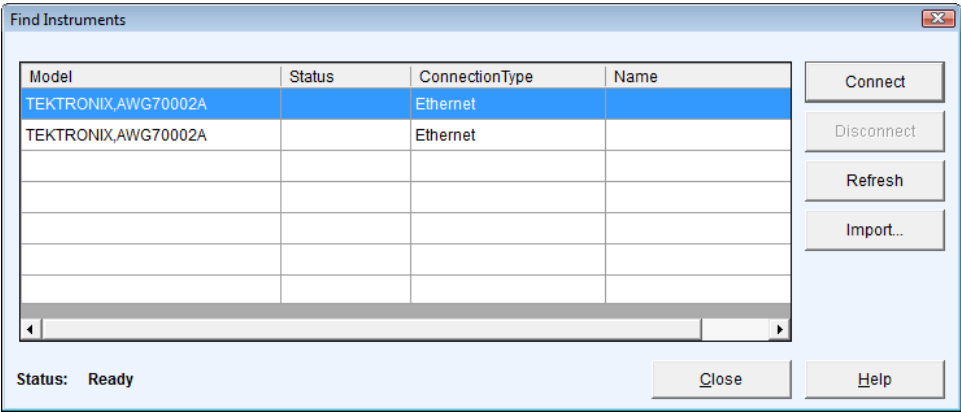 Find Instruments
Model Status ConnectionType Name
TEKTRONIX,AWG70002A Ethernet
TEKTRONIX,AWG70002A Ethernet
Connect
Disconnect
Refresh
Import...
Status: Ready
Close
Help